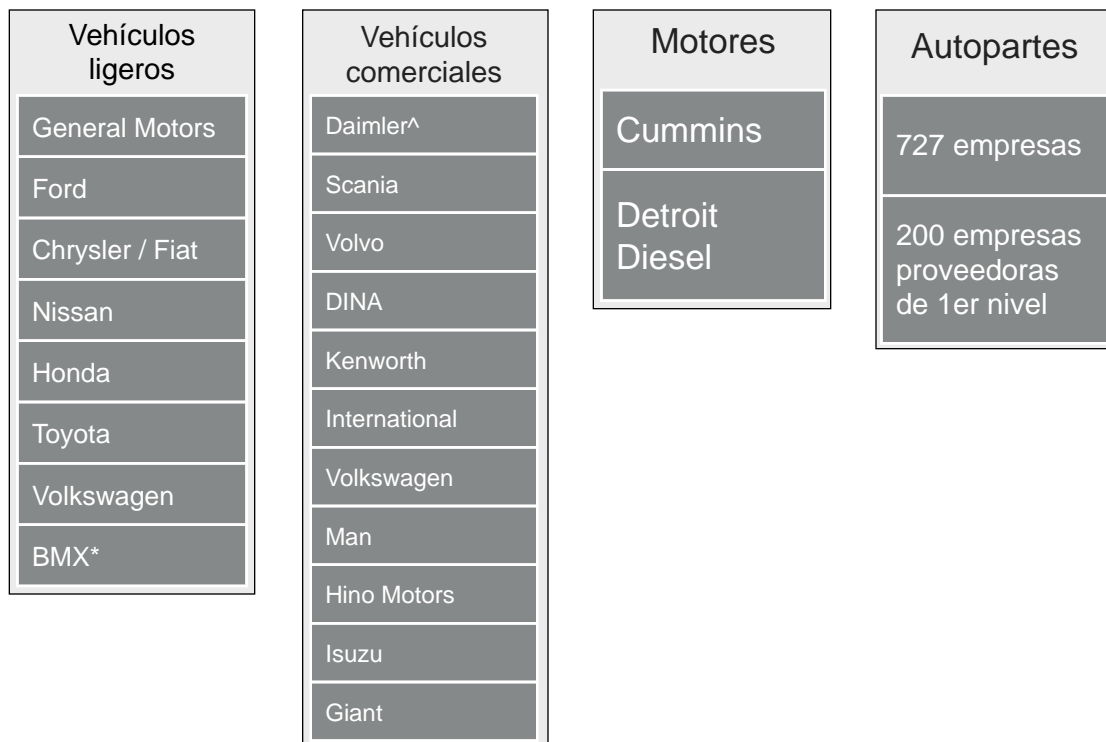 Vehículos
ligeros
General Motors
Ford
Chrysler / Fiat
Nissan
Honda
Toyota
Volkswagen
BMX*
Vehículos
comerciales
Daimler^
Scania
Volvo
DINA
Kenworth
International
Volkswagen
Man
Hino Motors
Isuzu
Giant
Motores
Cummins
Detroit
Diesel
Autopartes
727 empresas
200 empresas
proveedoras
de 1er nivel